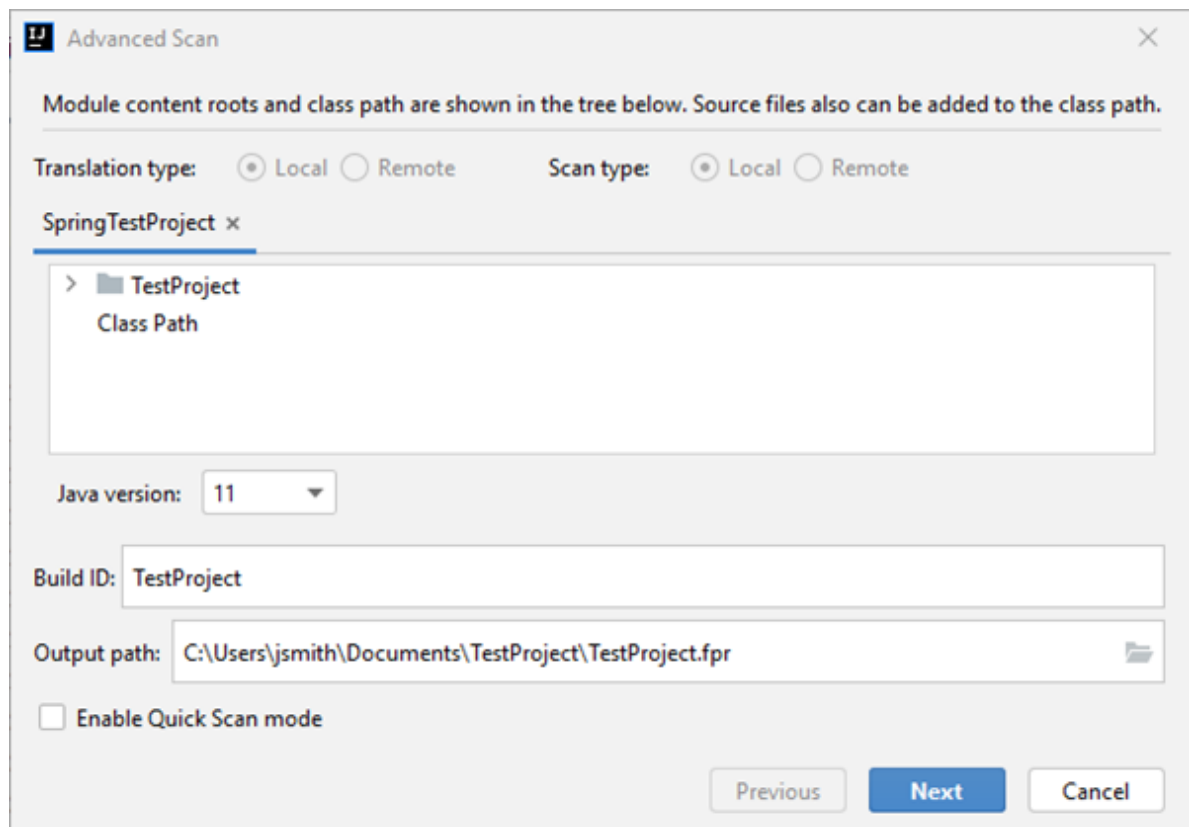 IJ Advanced Scan
Module content roots and class path are shown in the tree below. Source files also can be added to the class path.
Translation type: Local Remote Scan type: Local Remote
SpringTestProject
TestProject
Class Path
Java version: 11
Build ID: TestProject
Output path: C:\Users\jsmith\Documents\TestProject\TestProject.fpr
Enable Quick Scan mode
Previous Next Cancel